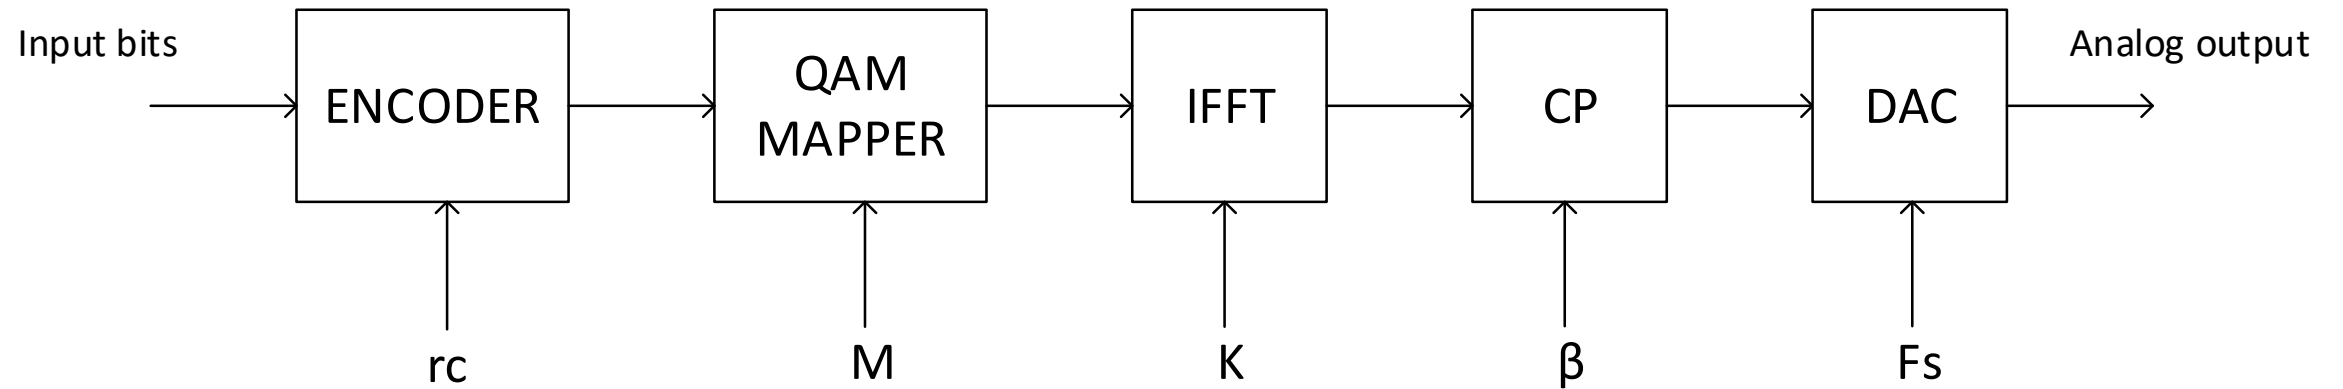 Input bits
ENCODER
QAM
MAPPER
IFFT
CP
DAC
Analog output
rc
M
K
β
Fs